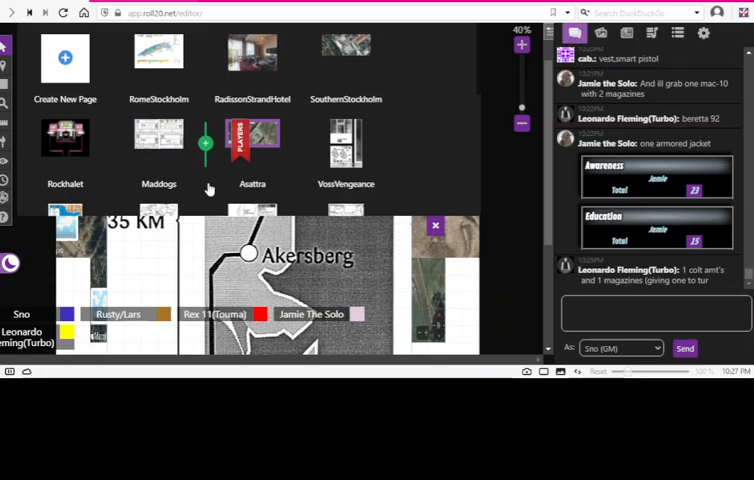 app.roll20.net/editor/
Search DuckDuckGo
40%
Create New Page
RomeStockholm
RadissonStrandHotel
SouthernStockholm
PLAYERS
Rockhalet
Maddogs
Asattra
VossVengeance
35 KM
Akersberg
Sno
Rusty/Lars
Rex 11(Touma)
Jamie The Solo
Leonardo
eming(Turbo)
cab.: vest,smart pistol
10:21PM
Jamie the Solo: And ill grab one mac-10
with 2 magazines
10:22PM
Leonardo Fleming(Turbo): beretta 92
10:22PM
Jamie the Solo: one armored jacket
Awareness
Jamie
Total 23
Education
Jamie
Total 15
10:25PM
Leonardo Fleming(Turbo): 1 colt amt's
and 1 magazines (giving one to tur
As: Sno (GM) Send
Reset 100 % 10:27 PM